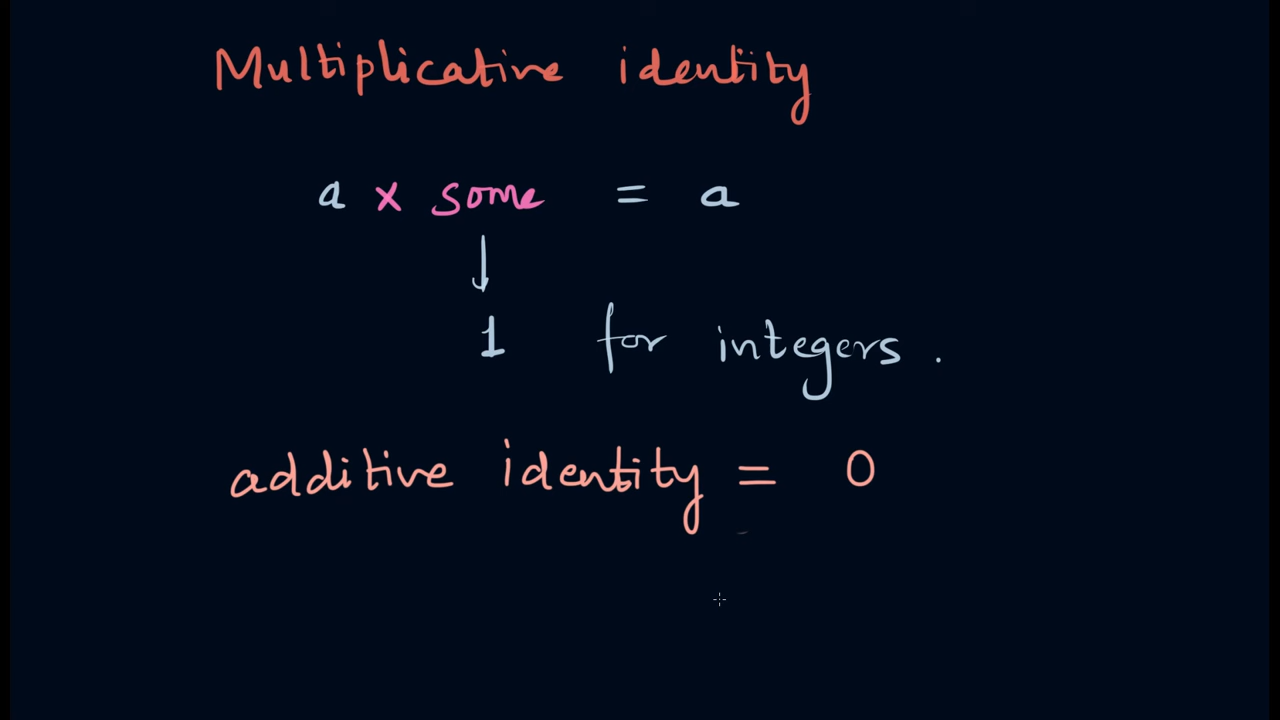 Multiplicative identity
a x some = a
↓
1 for integers.
additive identity = 0